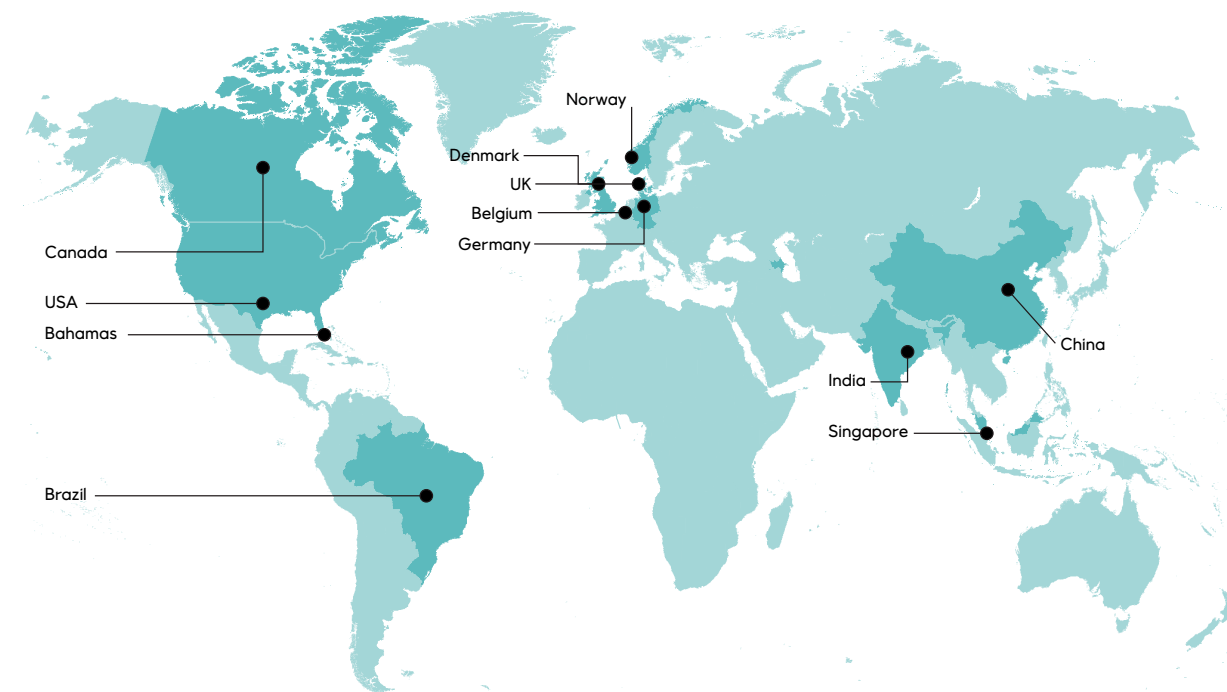 Norway
Denmark
UK
Belgium
Germany
Canada
USA
Bahamas
China
India
Singapore
Brazil